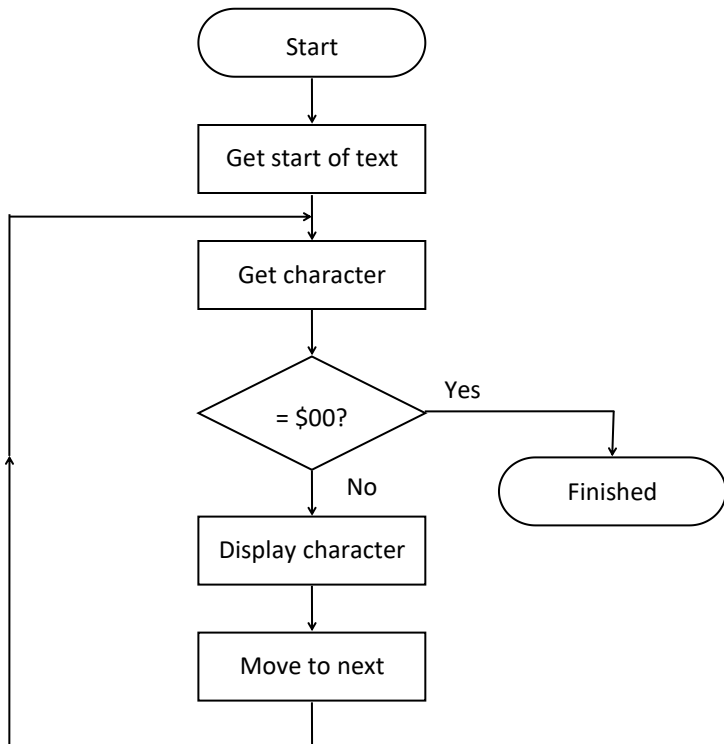 Start
Get start of text
Get character
= $00?
Yes
No
Finished
Display character
Move to next